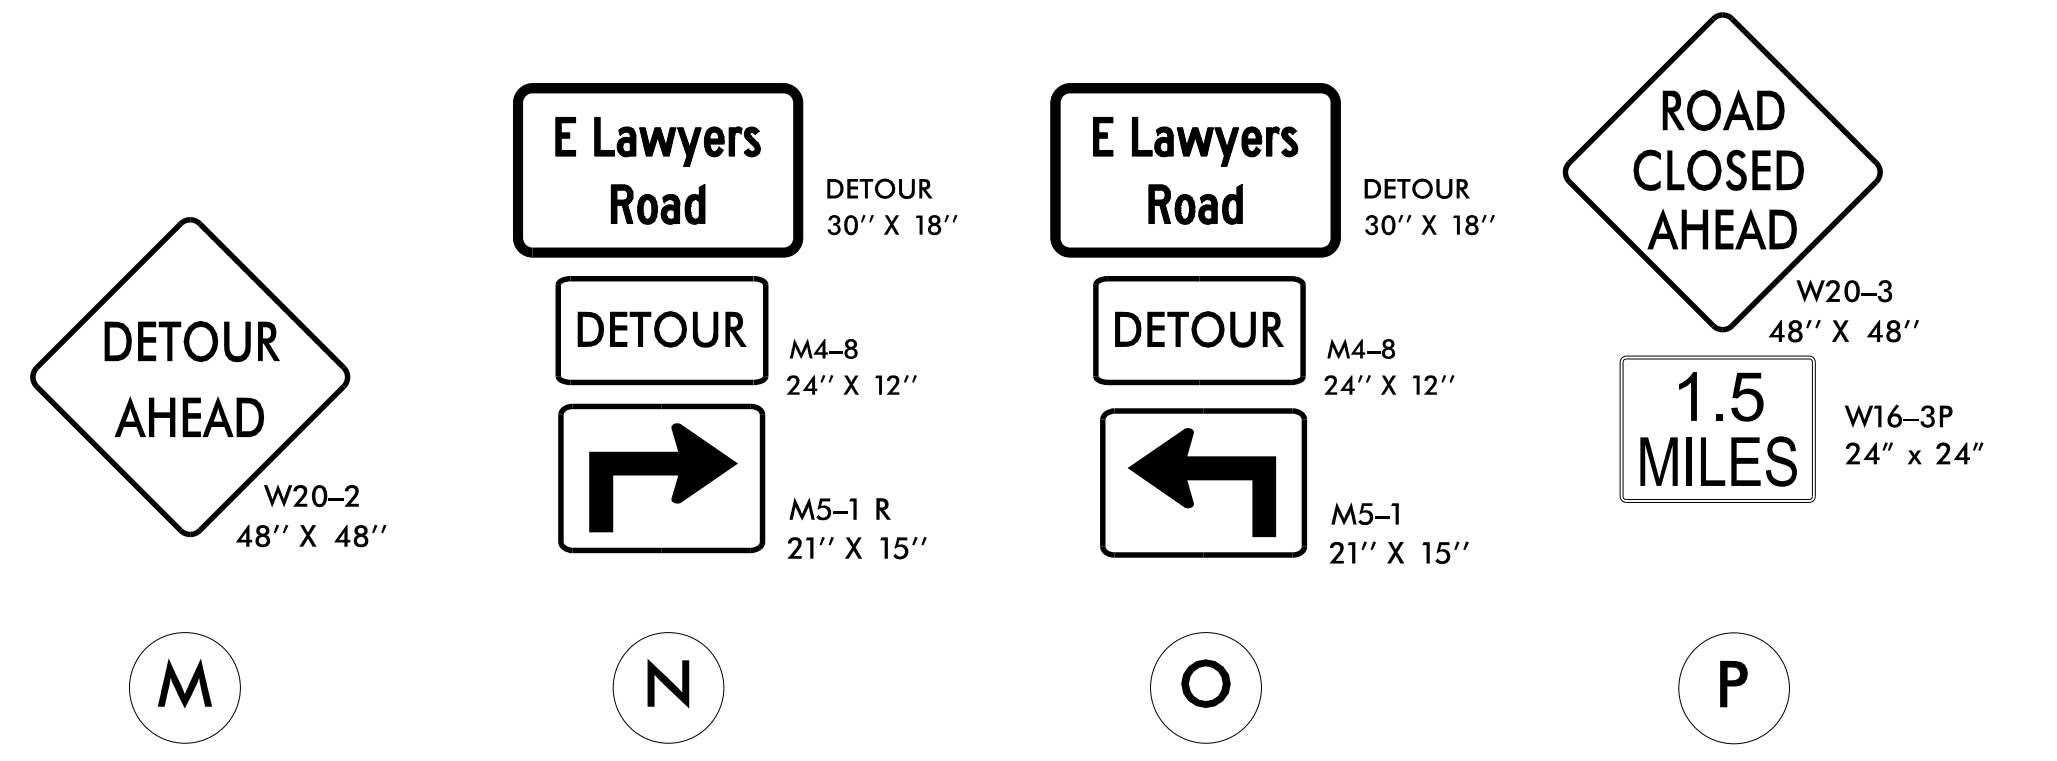 DETOUR
AHEAD
W20–2
48’’ X 48’’
M
E Lawyers
Road
DETOUR
30’’ X 18’’
DETOUR
M4–8
24’’ X 12’’
M5–1 R
21’’ X 15’’
N
E Lawyers
Road
DETOUR
30’’ X 18’’
DETOUR
M4–8
24’’ X 12’’
M5–1
21’’ X 15’’
O
ROAD
CLOSED
AHEAD
W20–3
48’’ X 48’’
1.5
MILES
W16–3P
24” x 24”
P